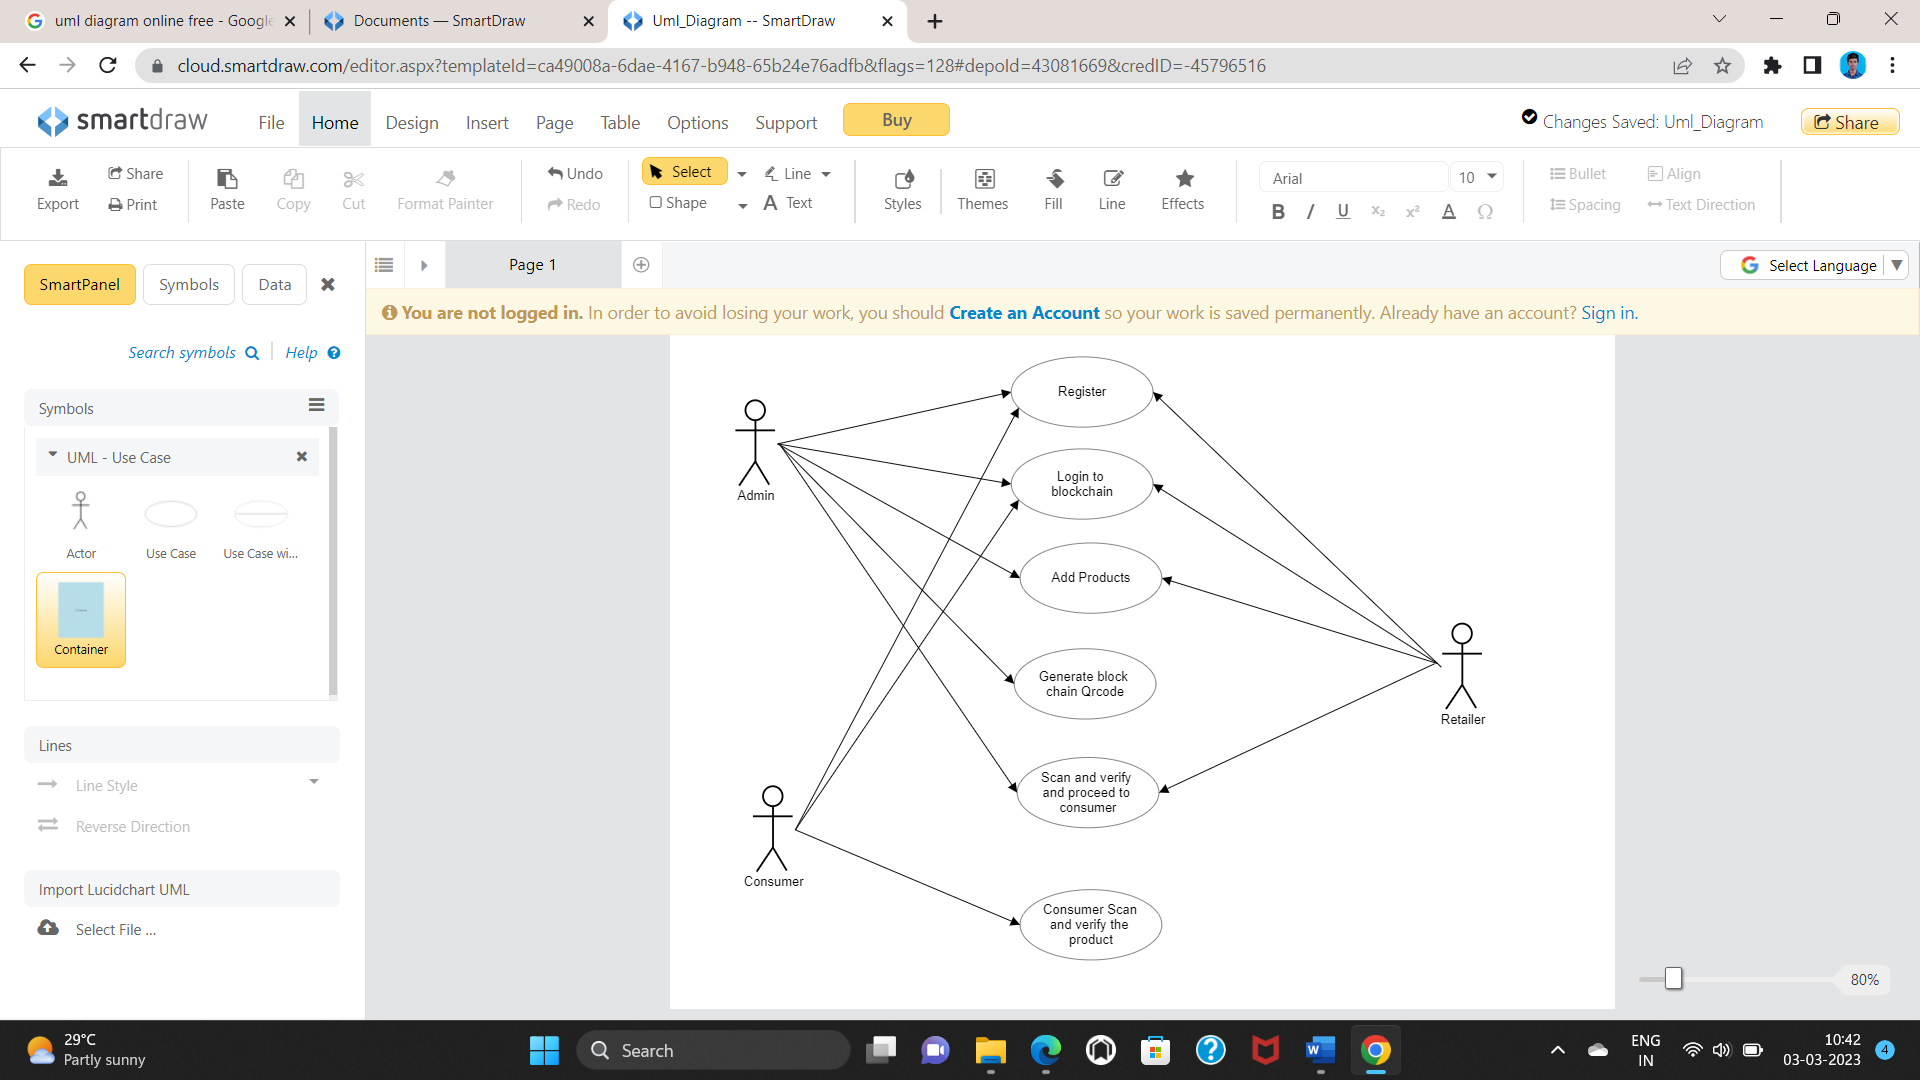 uml diagram online free - Google
Documents — SmartDraw
Uml_Diagram -- SmartDraw
cloud.smartdraw.com/editor.aspx?templateId=ca49008a-6dae-4167-b948-65b24e76adfb&flags=128#depoId=43081669&credID=-45796516
smartdraw
File Home Design Insert Page Table Options Support Buy
Changes Saved: Uml_Diagram
Share
Export
Share
Print
Paste
Copy
Cut
Format Painter
Undo
Redo
Select
Shape
Line
A Text
Styles
Themes
Fill
Line
Effects
Arial
10
B I U X₂ X² A Ω
Bullet
Align
Spacing
Text Direction
SmartPanel
Symbols
Data
Page 1
Select Language
You are not logged in. In order to avoid losing your work, you should Create an Account so your work is saved permanently. Already have an account? Sign in.
Search symbols
Help
Symbols
UML - Use Case
Actor
Use Case
Use Case wi...
Container
Lines
Line Style
Reverse Direction
Import Lucidchart UML
Select File ...
Register
Admin
Login to
blockchain
Add Products
Generate block
chain Qrcode
Retailer
Scan and verify
and proceed to
consumer
Consumer
Consumer Scan
and verify the
product
80%
29°C
Partly sunny
Search
ENG
IN
10:42
03-03-2023
4